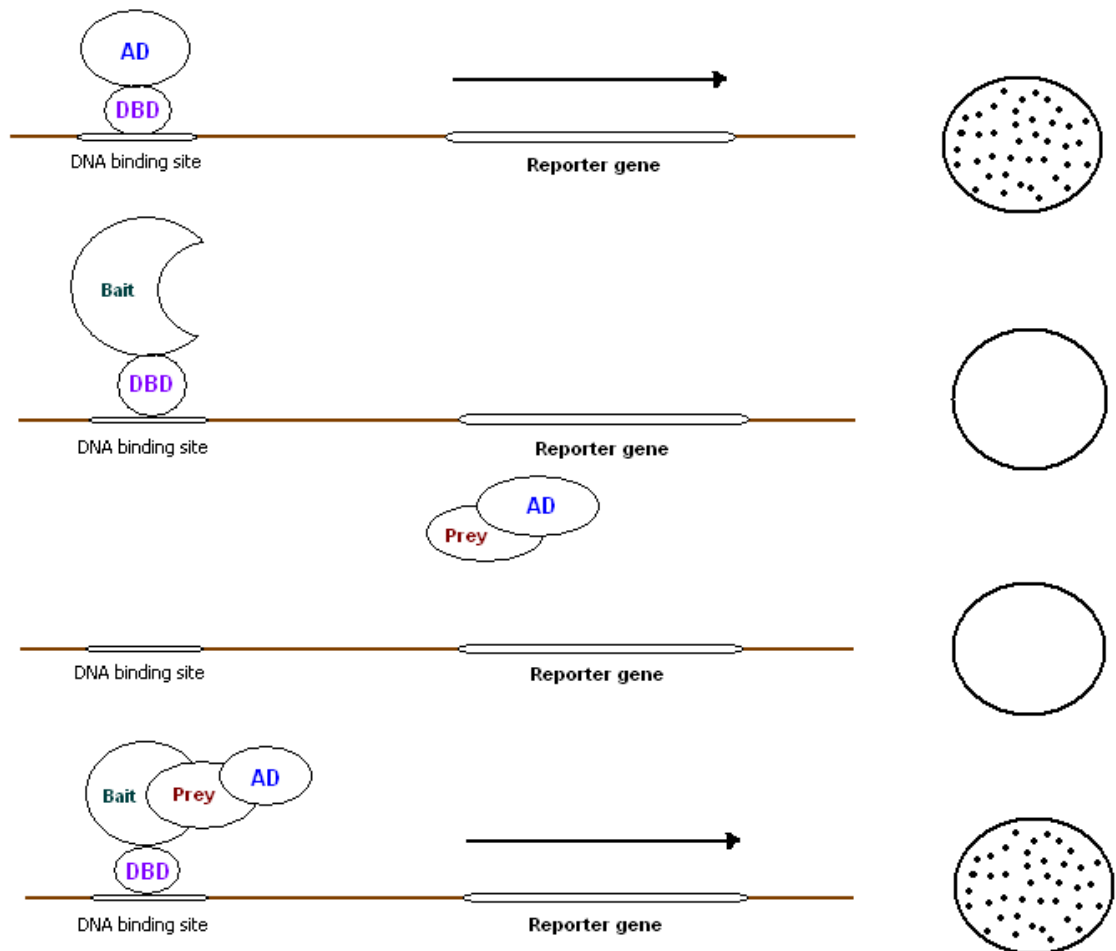 AD
DBD
DNA binding site
Reporter gene
Bait
DBD
DNA binding site
Reporter gene
AD
Prey
DNA binding site
Reporter gene
Bait
Prey
AD
DBD
DNA binding site
Reporter gene